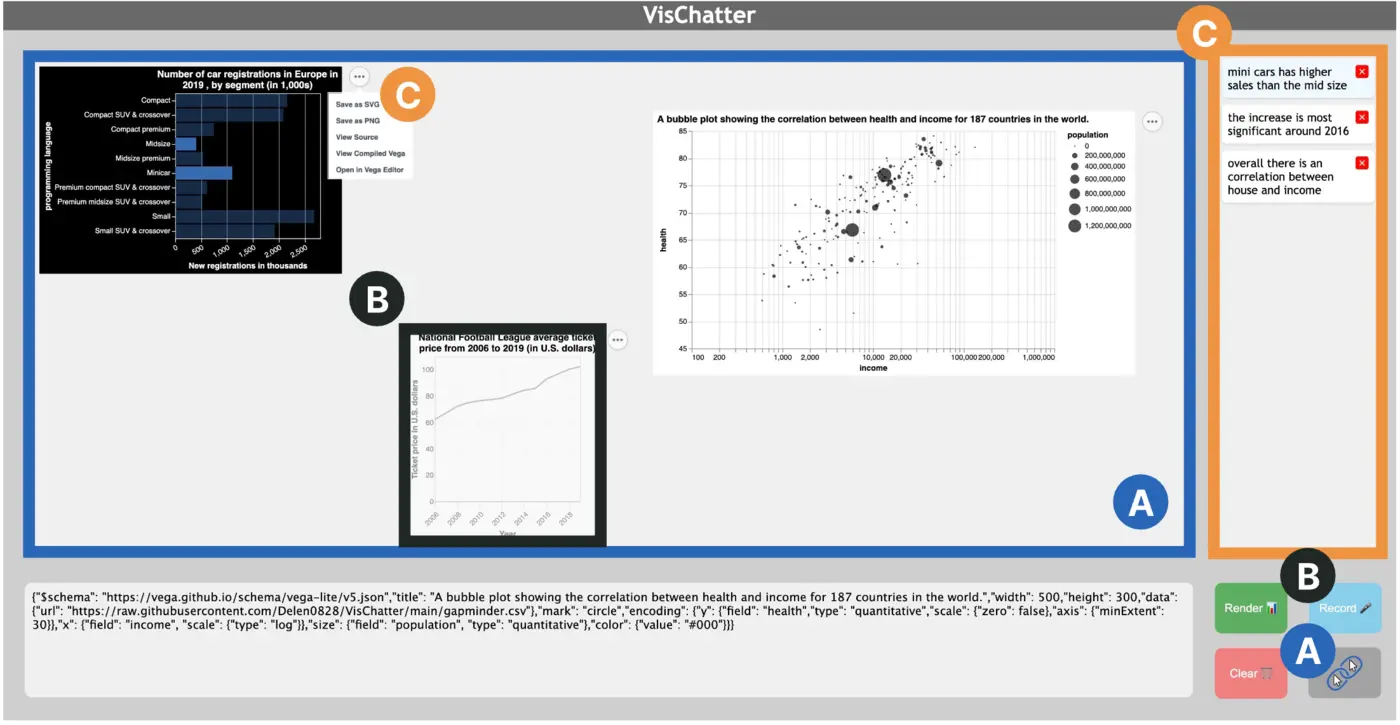 VisChatter
C
Number of car registrations in Europe in
2019 , by segment (in 1,000s)
programming language
Compact
Compact SUV & crossover
Compact premium
Midsize
Midsize premium
Minicar
Premium compact SUV & crossover
Premium midsize SUV & crossover
Small
Small SUV & crossover
0 500 1,000 1,500 2,000 2,500
New registrations in thousands
Save as SVG
Save as PNG
View Source
View Compiled Vega
Open in Vega Editor
C
B
National Football League average ticket
price from 2006 to 2019 (in U.S. dollars)
Ticket price in U.S. dollars
100
80
60
40
20
0
2006 2008 2010 2012 2014 2016 2018
Year
A bubble plot showing the correlation between health and income for 187 countries in the world.
health
85
80
75
70
65
60
55
50
45
100 200 1,000 2,000 10,000 20,000 100,000 200,000 1,000,000
income
population
0
200,000,000
400,000,000
600,000,000
800,000,000
1,000,000,000
1,200,000,000
A
mini cars has higher
sales than the mid size
the increase is most
significant around 2016
overall there is an
correlation between
house and income
{"$schema": "https://vega.github.io/schema/vega-lite/v5.json","title": "A bubble plot showing the correlation between health and income for 187 countries in the world.","width": 500,"height": 300,"data":
{"url": "https://raw.githubusercontent.com/Delen0828/VisChatter/main/gapminder.csv"},"mark": "circle","encoding": {"y": {"field": "health","type": "quantitative","scale": {"zero": false},"axis": {"minExtent":
30}},"x": {"field": "income", "scale": {"type": "log"}},"size": {"field": "population", "type": "quantitative"},"color": {"value": "#000"}}}
B
Render Record
A
Clear